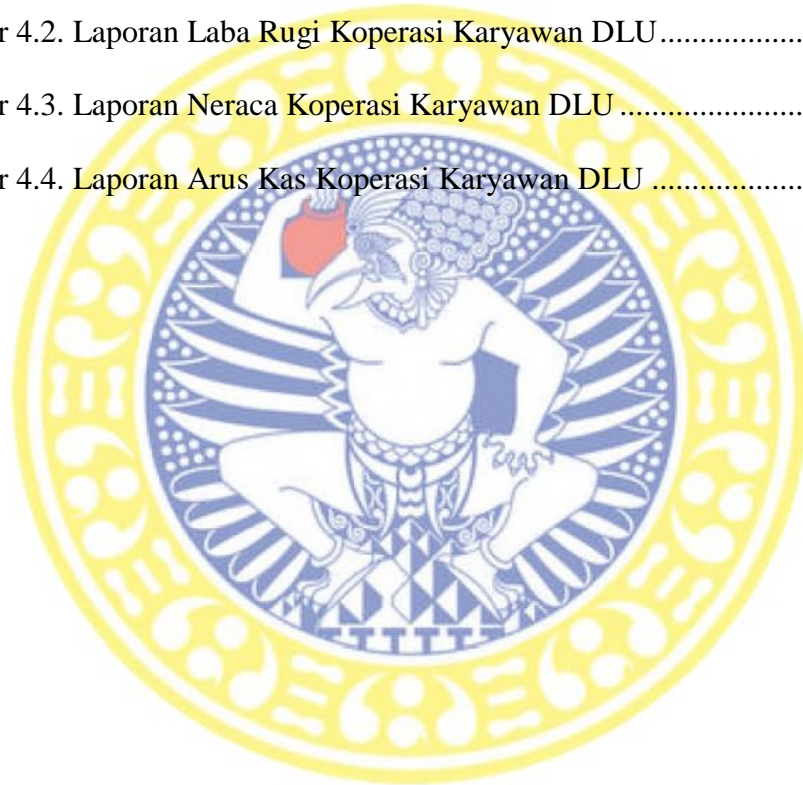 r 4.2. Laporan Laba Rugi Koperasi Karyawan DLU..................
r 4.3. Laporan Neraca Koperasi Karyawan DLU .......................
r 4.4. Laporan Arus Kas Koperasi Karyawan DLU ...................